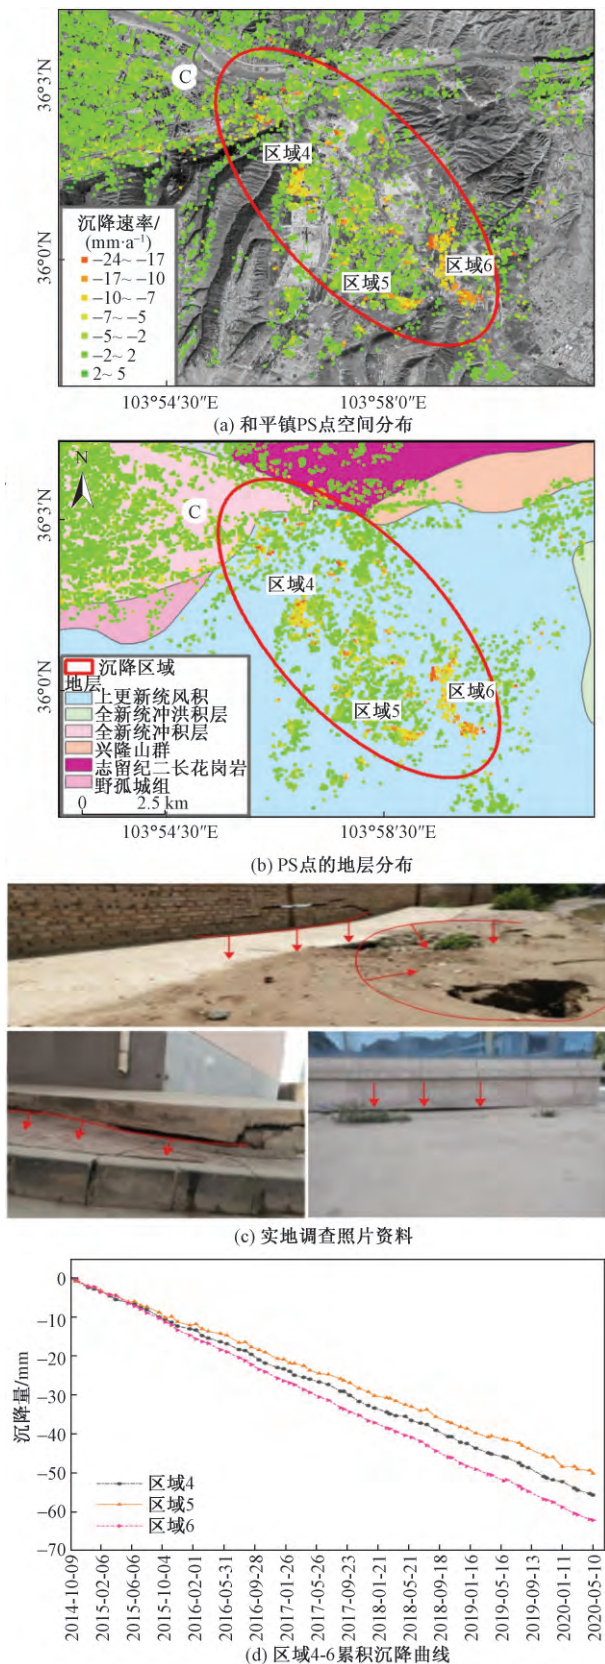 36°3′N
36°0′N
C
区域4
区域5
区域6
沉降速率/
(mm·a⁻¹)
−24~−17
−17~−10
−10~−7
−7~−5
−5~−2
−2~2
2~5
103°54′30″E
103°58′0″E
(a) 和平镇PS点空间分布
N
36°3′N
36°0′N
C
区域4
区域5
区域6
沉降区域
地层
上更新统风积
全新统冲洪积层
全新统冲积层
兴隆山群
志留纪二长花岗岩
野孤城组
0 2.5 km
103°54′30″E
103°58′30″E
(b) PS点的地层分布
(c) 实地调查照片资料
沉降量/mm
0
−10
−20
−30
−40
−50
−60
−70
区域4
区域5
区域6
2014-10-09
2015-02-06
2015-06-06
2015-10-04
2016-02-01
2016-05-31
2016-09-28
2017-01-26
2017-05-26
2017-09-23
2018-01-21
2018-05-21
2018-09-18
2019-01-16
2019-05-16
2019-09-13
2020-01-11
2020-05-10
(d) 区域4-6累积沉降曲线